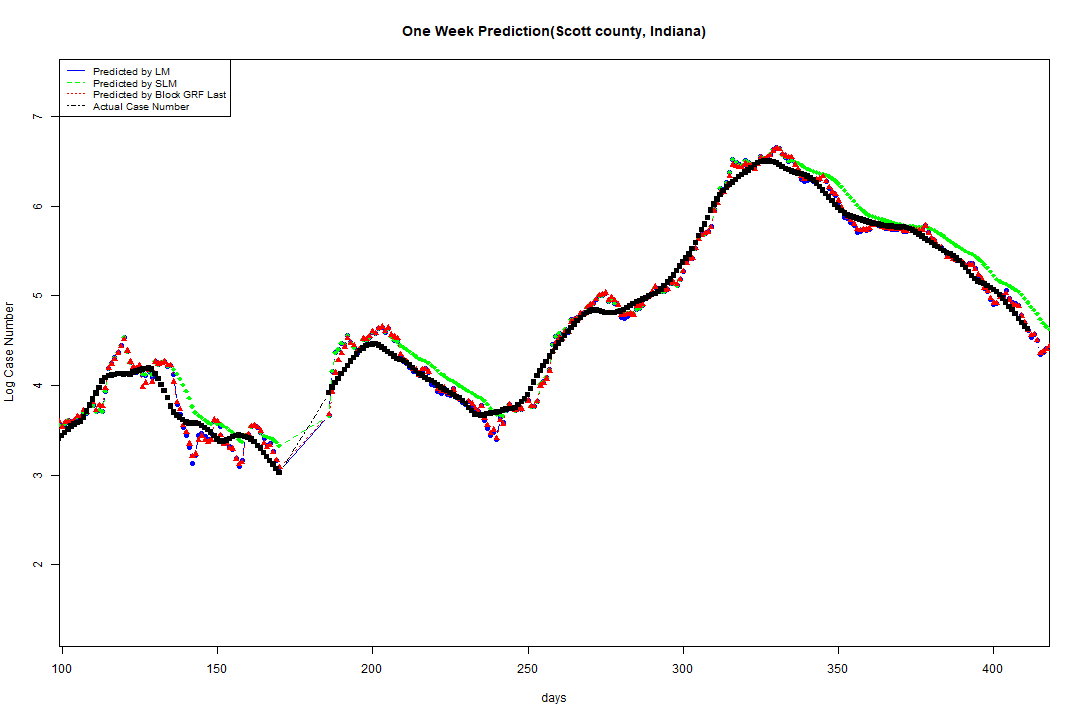 One Week Prediction(Scott county, Indiana)
Predicted by LM
Predicted by SLM
Predicted by Block GRF Last
Actual Case Number
7
6
5
4
3
2
Log Case Number
100 150 200 250 300 350 400
days